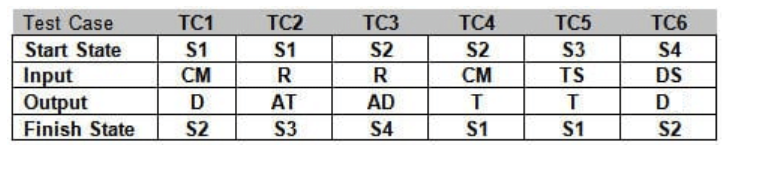 Test Case TC1 TC2 TC3 TC4 TC5 TC6
Start State S1 S1 S2 S2 S3 S4
Input CM R R CM TS DS
Output D AT AD T T D
Finish State S2 S3 S4 S1 S1 S2